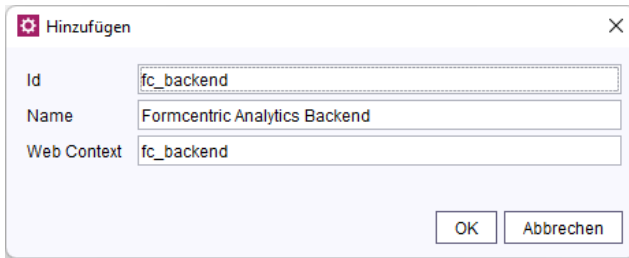 Hinzufügen
Id fc_backend
Name Formcentric Analytics Backend
Web Context fc_backend
OK Abbrechen